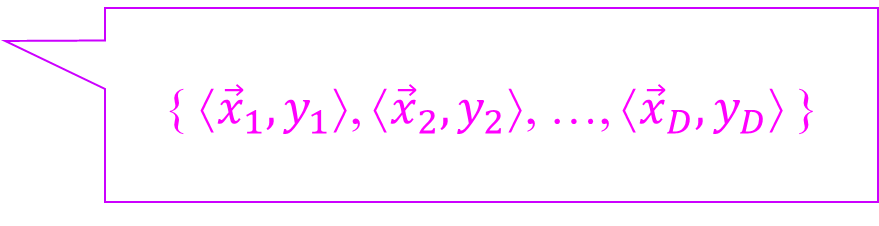 { ⟨x⃗₁, y₁⟩, ⟨x⃗₂, y₂⟩, …, ⟨x⃗_D, y_D⟩ }